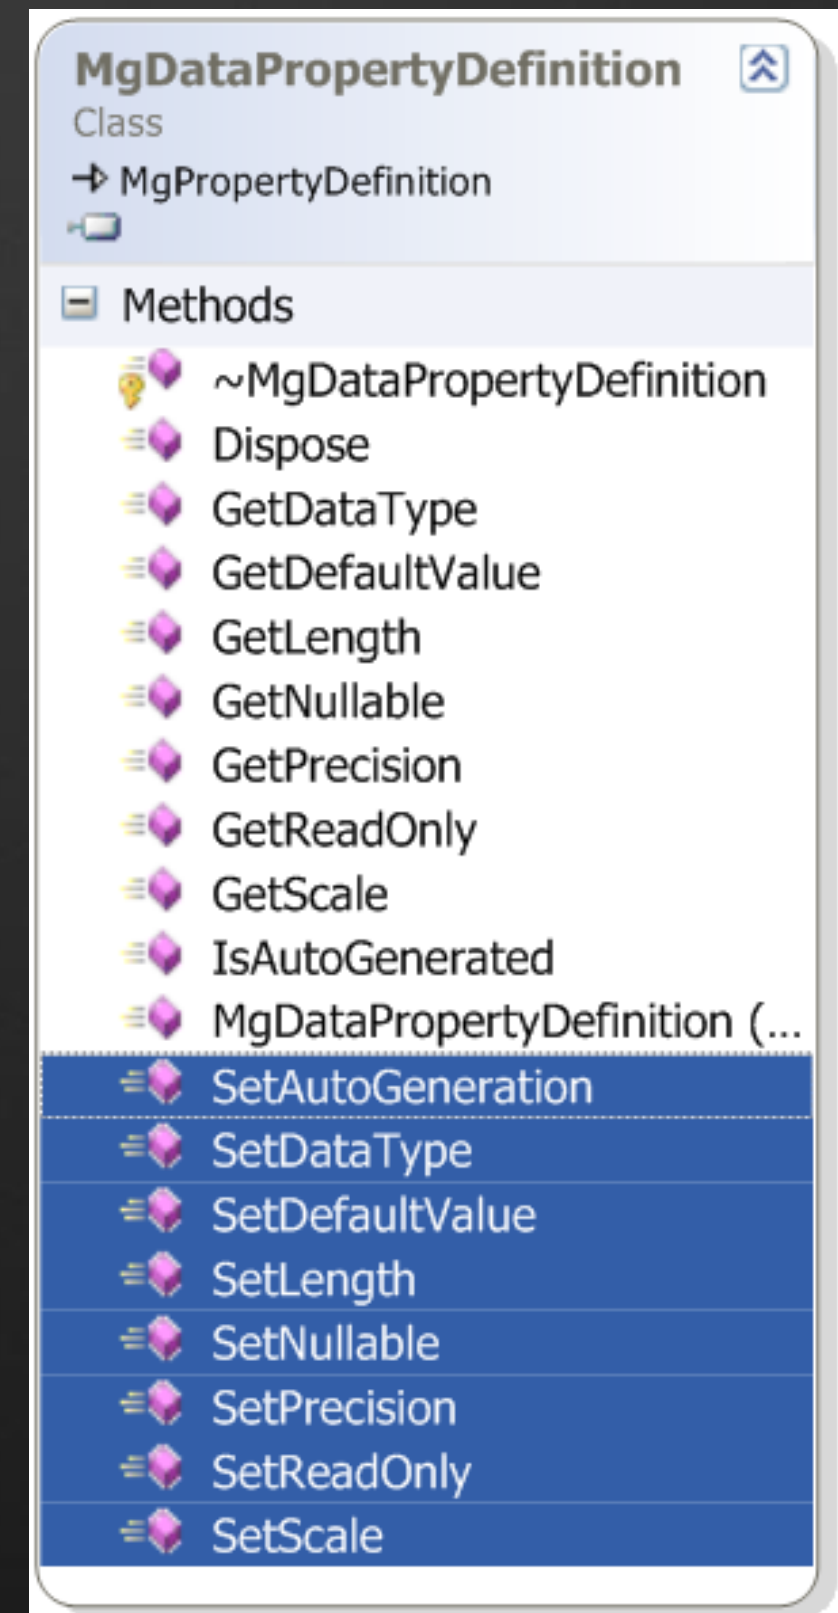 MgDataPropertyDefinition
Class
MgPropertyDefinition
Methods
~MgDataPropertyDefinition
Dispose
GetDataType
GetDefaultValue
GetLength
GetNullable
GetPrecision
GetReadOnly
GetScale
IsAutoGenerated
MgDataPropertyDefinition (...
SetAutoGeneration
SetDataType
SetDefaultValue
SetLength
SetNullable
SetPrecision
SetReadOnly
SetScale